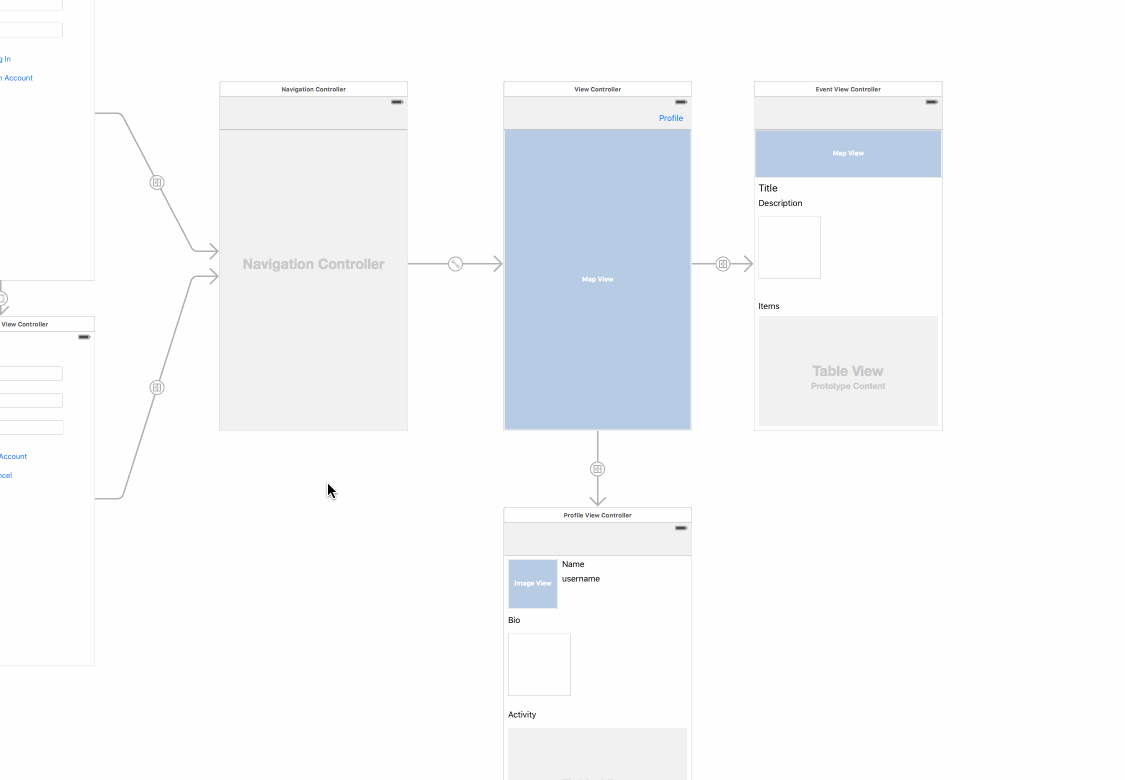 g In
n Account
View Controller
Account
ncel
Navigation Controller
Navigation Controller
View Controller
Profile
Map View
Event View Controller
Map View
Title
Description
Items
Table View
Prototype Content
Profile View Controller
Image View
Name
username
Bio
Activity